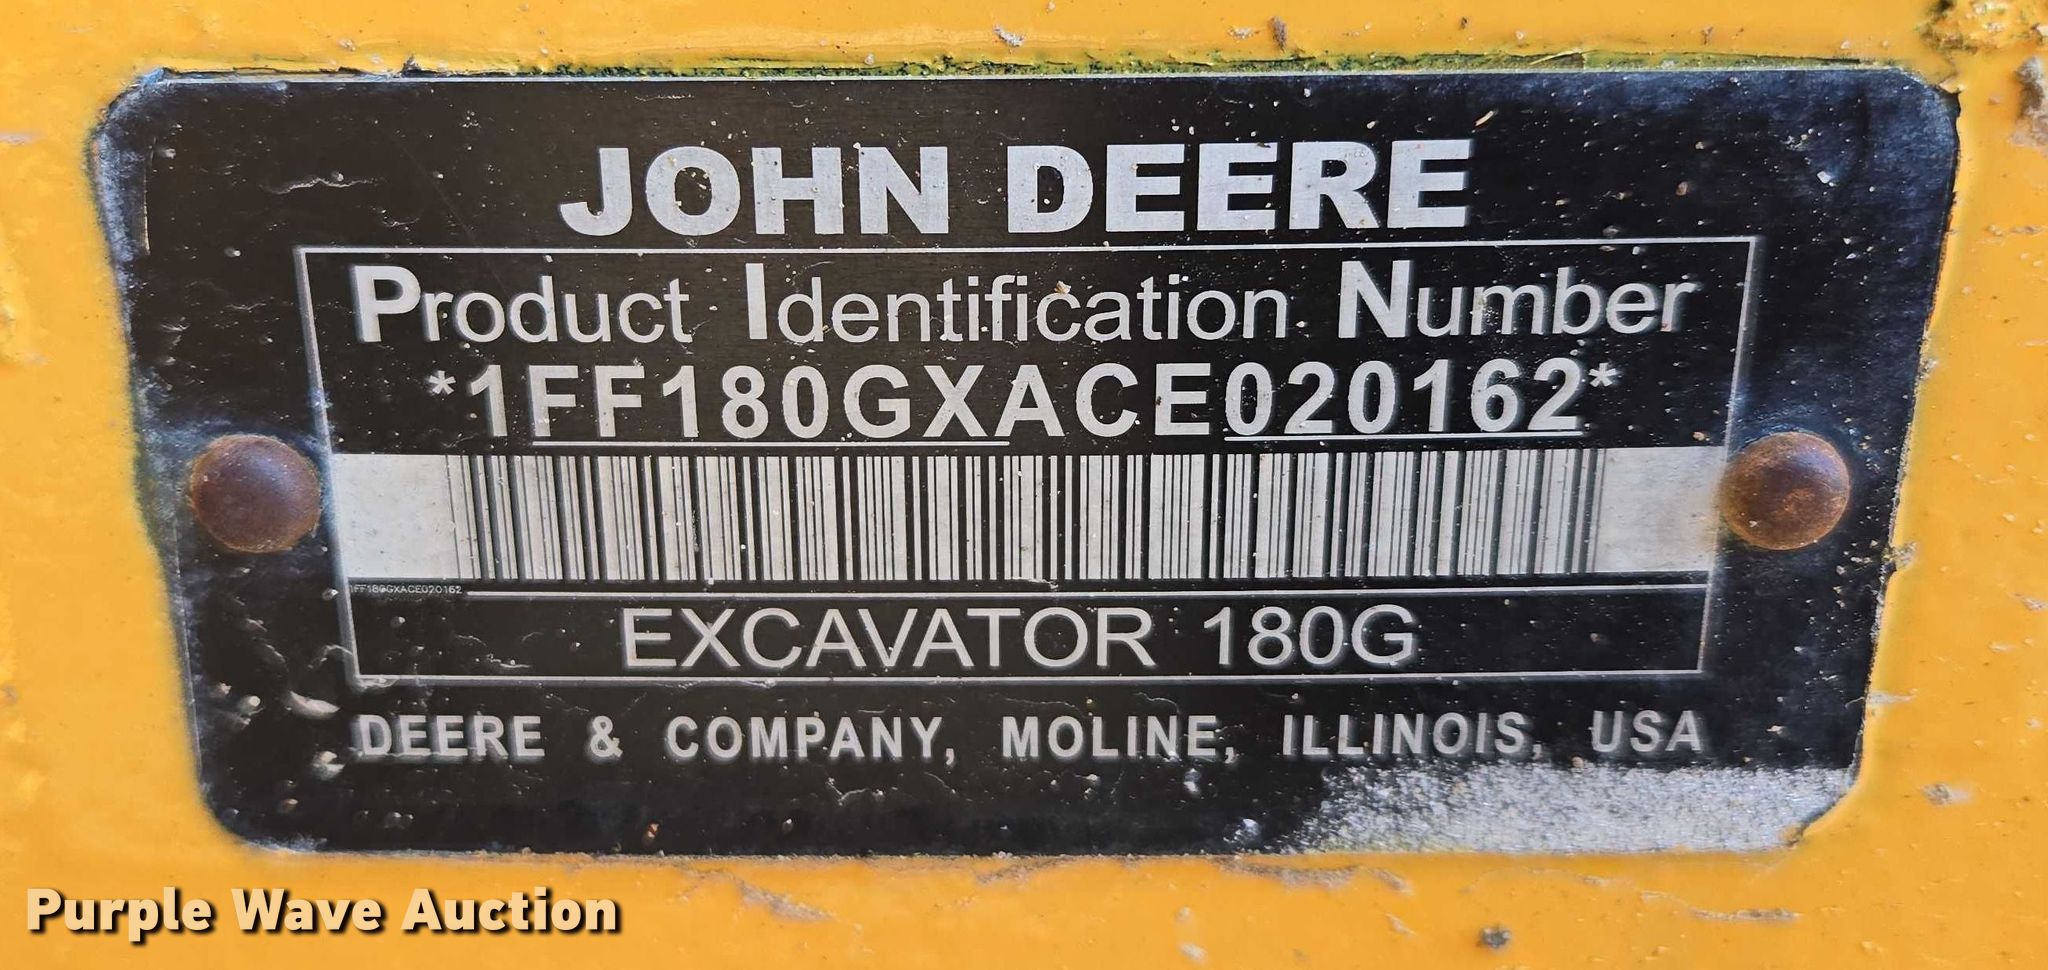 JOHN DEERE
Product Identification Number
*1FF180GXACE020162*
1FF180GXACE020162
EXCAVATOR 180G
DEERE & COMPANY, MOLINE, ILLINOIS, USA
Purple Wave Auction